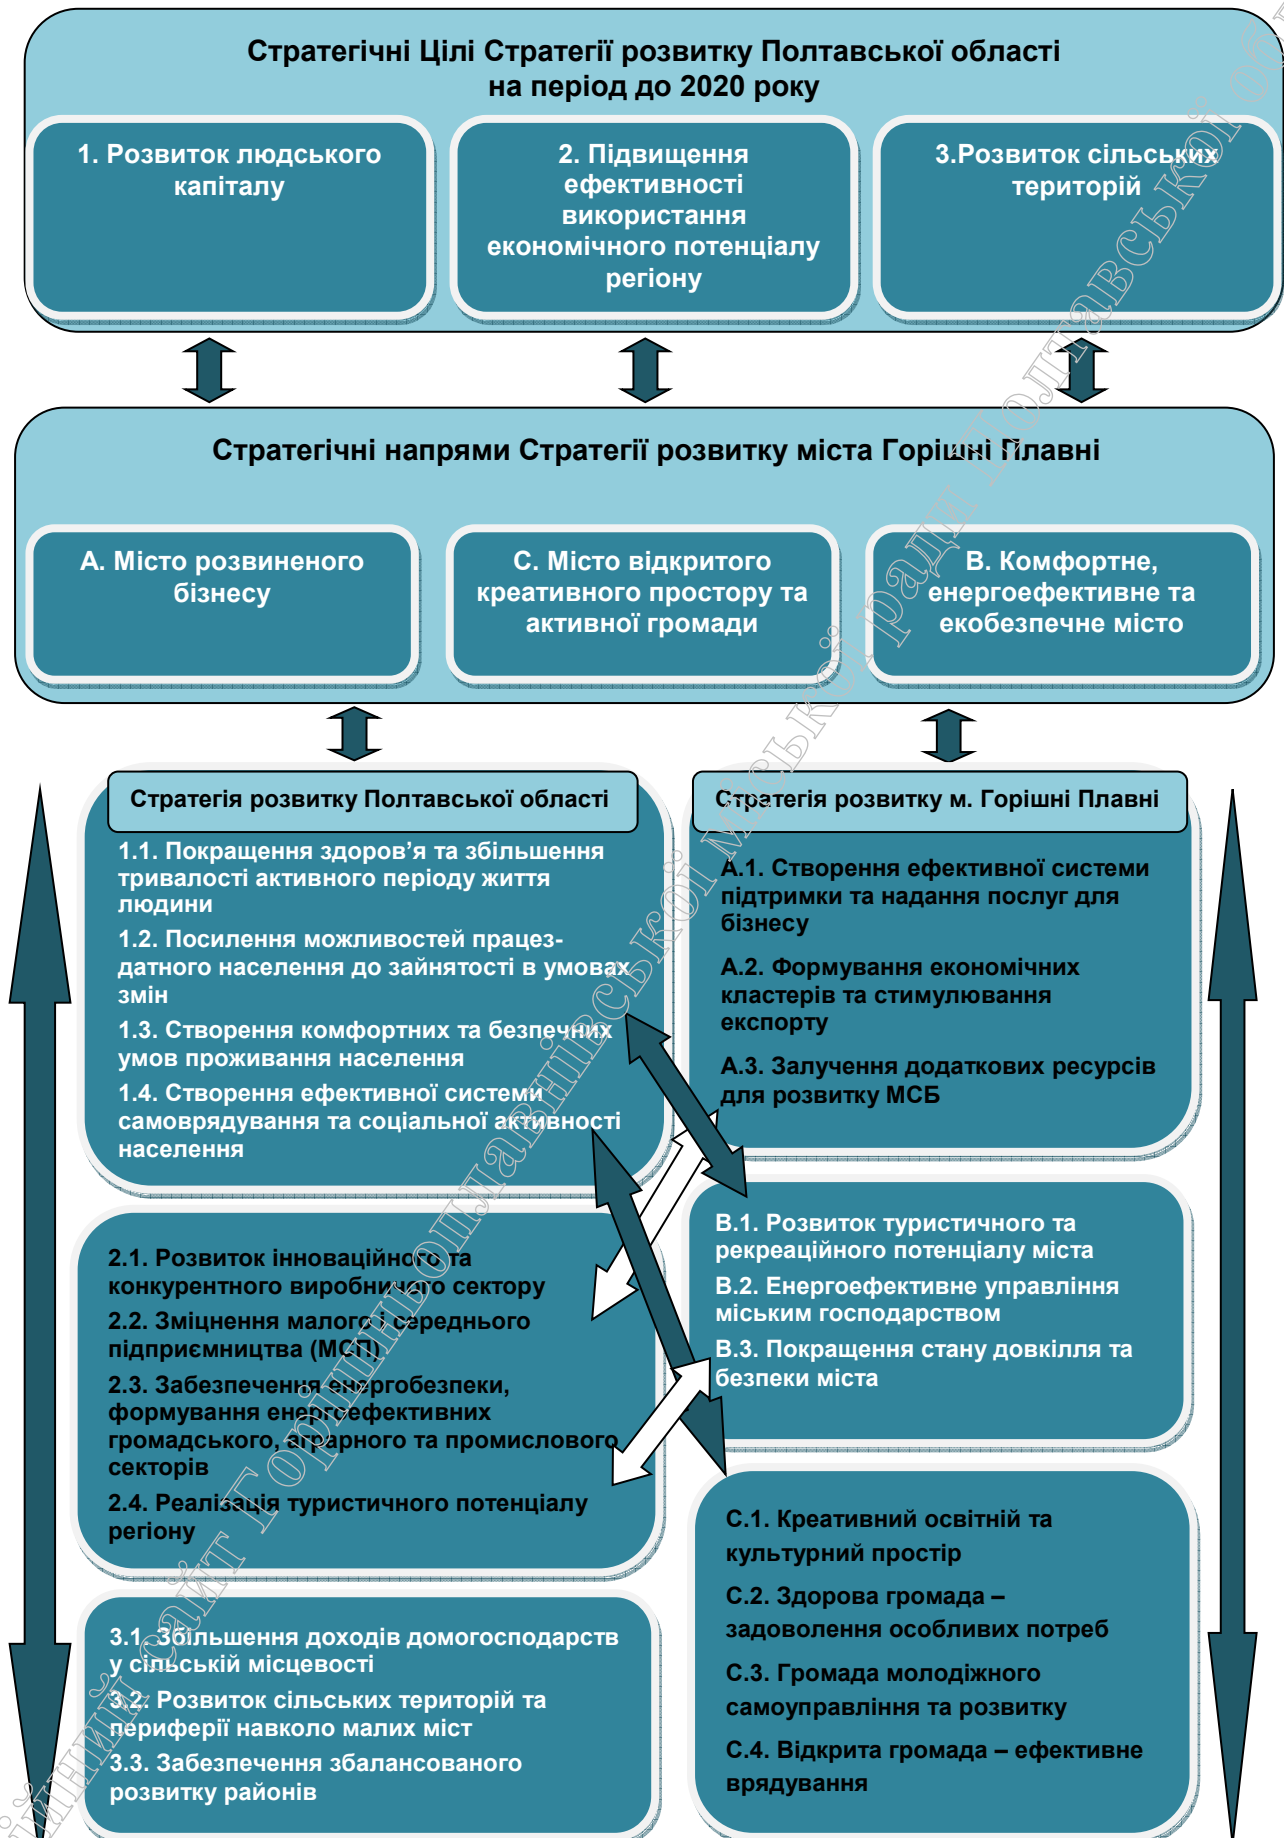 Стратегічні Цілі Стратегії розвитку Полтавської області
на період до 2020 року
1. Розвиток людського
капіталу
2. Підвищення
ефективності
використання
економічного потенціалу
регіону
3.Розвиток сільських
територій
Стратегічні напрями Стратегії розвитку міста Горішні Плавні
А. Місто розвиненого
бізнесу
С. Місто відкритого
креативного простору та
активної громади
В. Комфортне,
енергоефективне та
екобезпечне місто
Стратегія розвитку Полтавської області
1.1. Покращення здоров’я та збільшення
тривалості активного періоду життя
людини
1.2. Посилення можливостей працез-
датного населення до зайнятості в умовах
змін
1.3. Створення комфортних та безпечних
умов проживання населення
1.4. Створення ефективної системи
самоврядування та соціальної активності
населення
2.1. Розвиток інноваційного та
конкурентного виробничого сектору
2.2. Зміцнення малого і середнього
підприємництва (МСП)
2.3. Забезпечення енергобезпеки,
формування енергоефективних
громадського, аграрного та промислового
секторів
2.4. Реалізація туристичного потенціалу
регіону
3.1. Збільшення доходів домогосподарств
у сільській місцевості
3.2. Розвиток сільських територій та
периферії навколо малих міст
3.3. Забезпечення збалансованого
розвитку районів
Стратегія розвитку м. Горішні Плавні
А.1. Створення ефективної системи
підтримки та надання послуг для
бізнесу
А.2. Формування економічних
кластерів та стимулювання
експорту
А.3. Залучення додаткових ресурсів
для розвитку МСБ
В.1. Розвиток туристичного та
рекреаційного потенціалу міста
В.2. Енергоефективне управління
міським господарством
В.3. Покращення стану довкілля та
безпеки міста
С.1. Креативний освітній та
культурний простір
С.2. Здорова громада –
задоволення особливих потреб
С.3. Громада молодіжного
самоуправління та розвитку
С.4. Відкрита громада – ефективне
врядування
сайт Горішньоплавнівської міської ради Полтавської